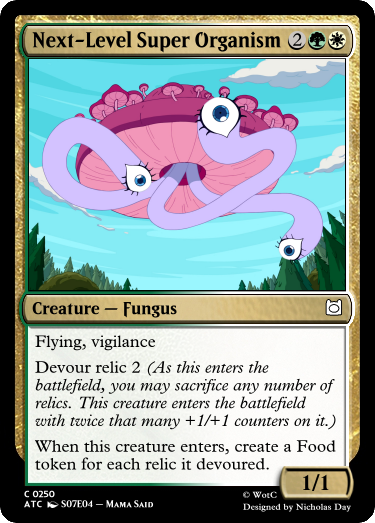 Next-Level Super Organism 2
Creature — Fungus
Flying, vigilance
Devour relic 2 (As this enters the
battlefield, you may sacrifice any number of
relics. This creature enters the battlefield
with twice that many +1/+1 counters on it.)
When this creature enters, create a Food
token for each relic it devoured.
1/1
C 0250
ATC S07E04 – Mama Said
© WotC
Designed by Nicholas Day